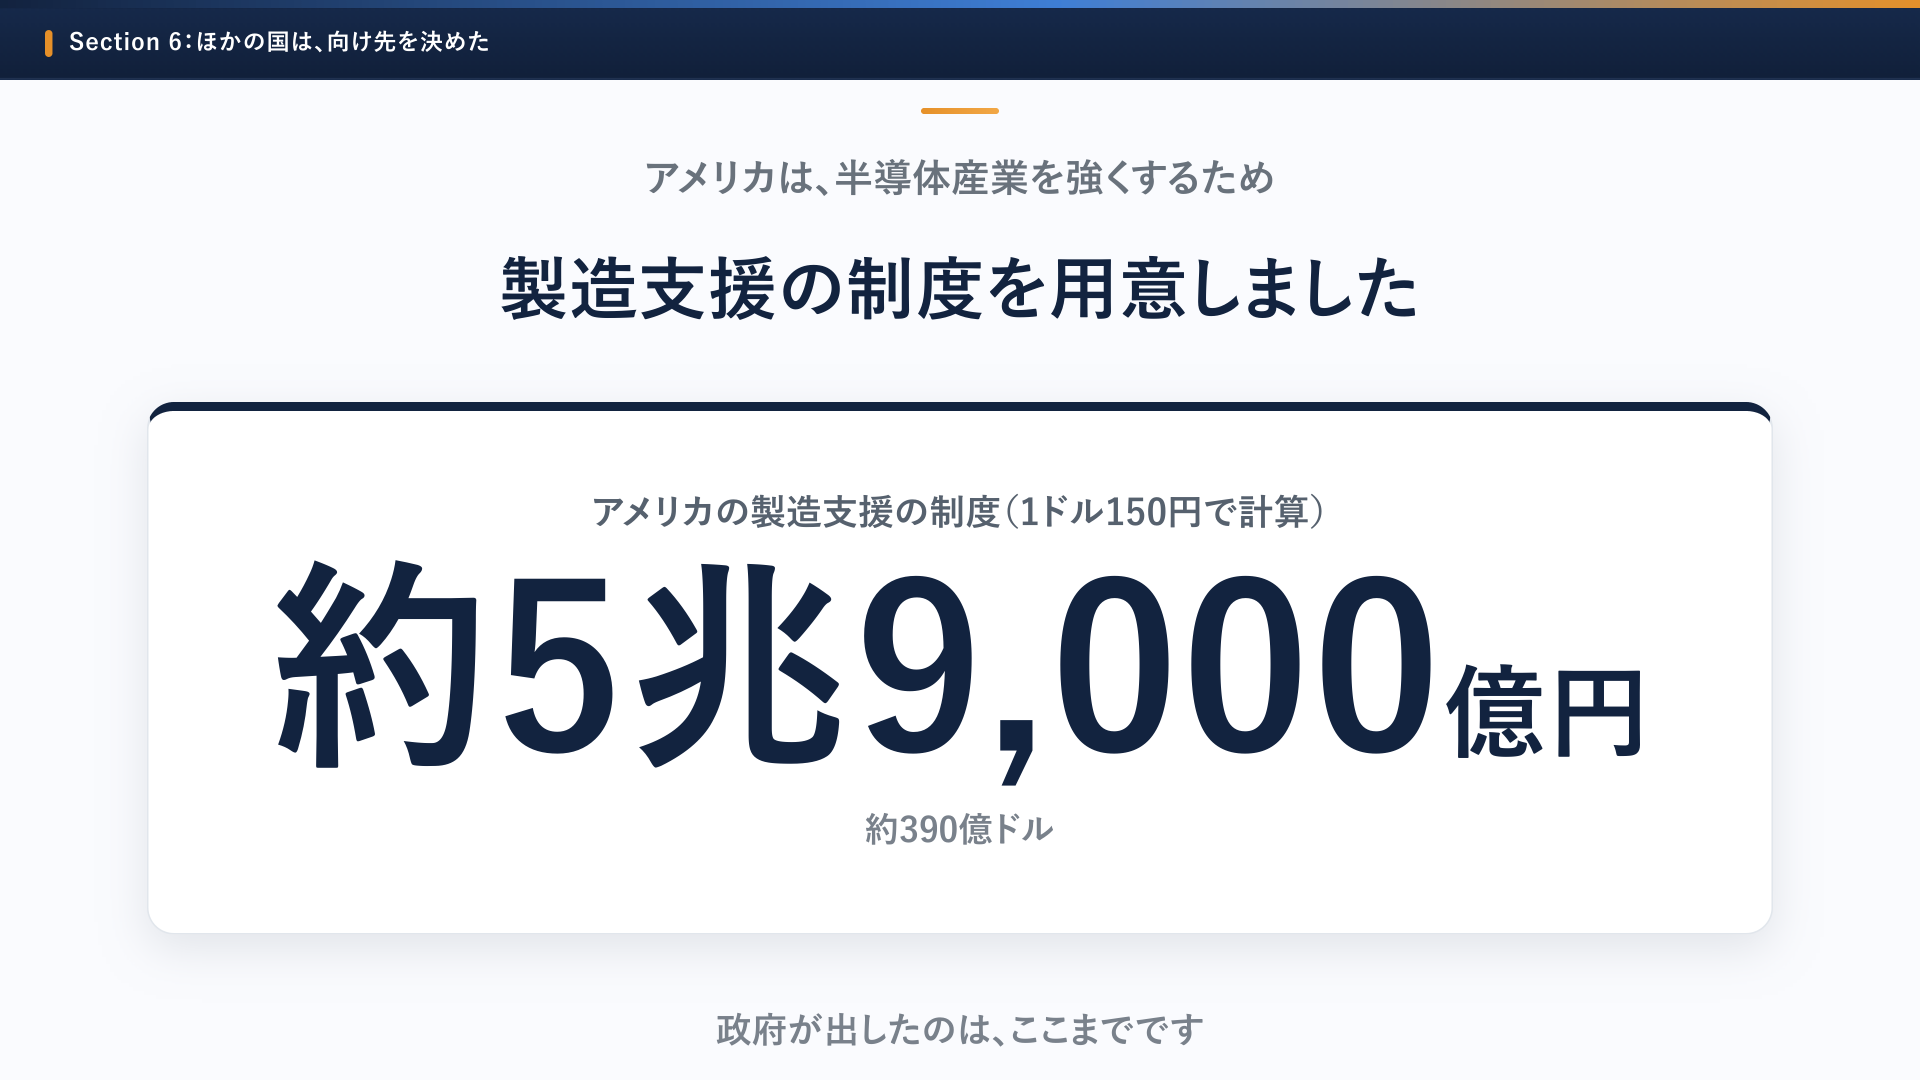 Section 6：ほかの国は、向け先を決めた
アメリカは、半導体産業を強くするため
製造支援の制度を用意しました
アメリカの製造支援の制度（1ドル150円で計算）
約5兆9,000億円
約390億ドル
政府が出したのは、ここまでです